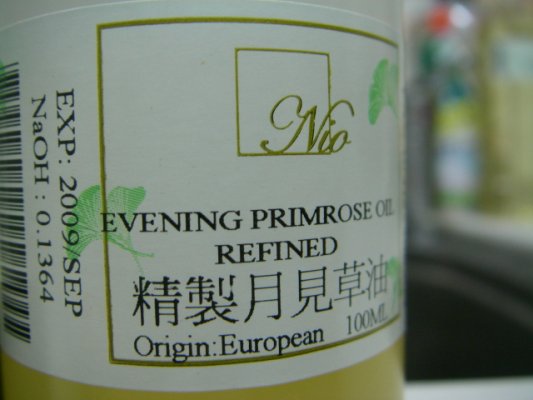 Nio
EVENING PRIMROSE OIL
REFINED
精製月見草油
100ML
Origin:European
EXP: 2009/SEP
NaOH : 0.1364